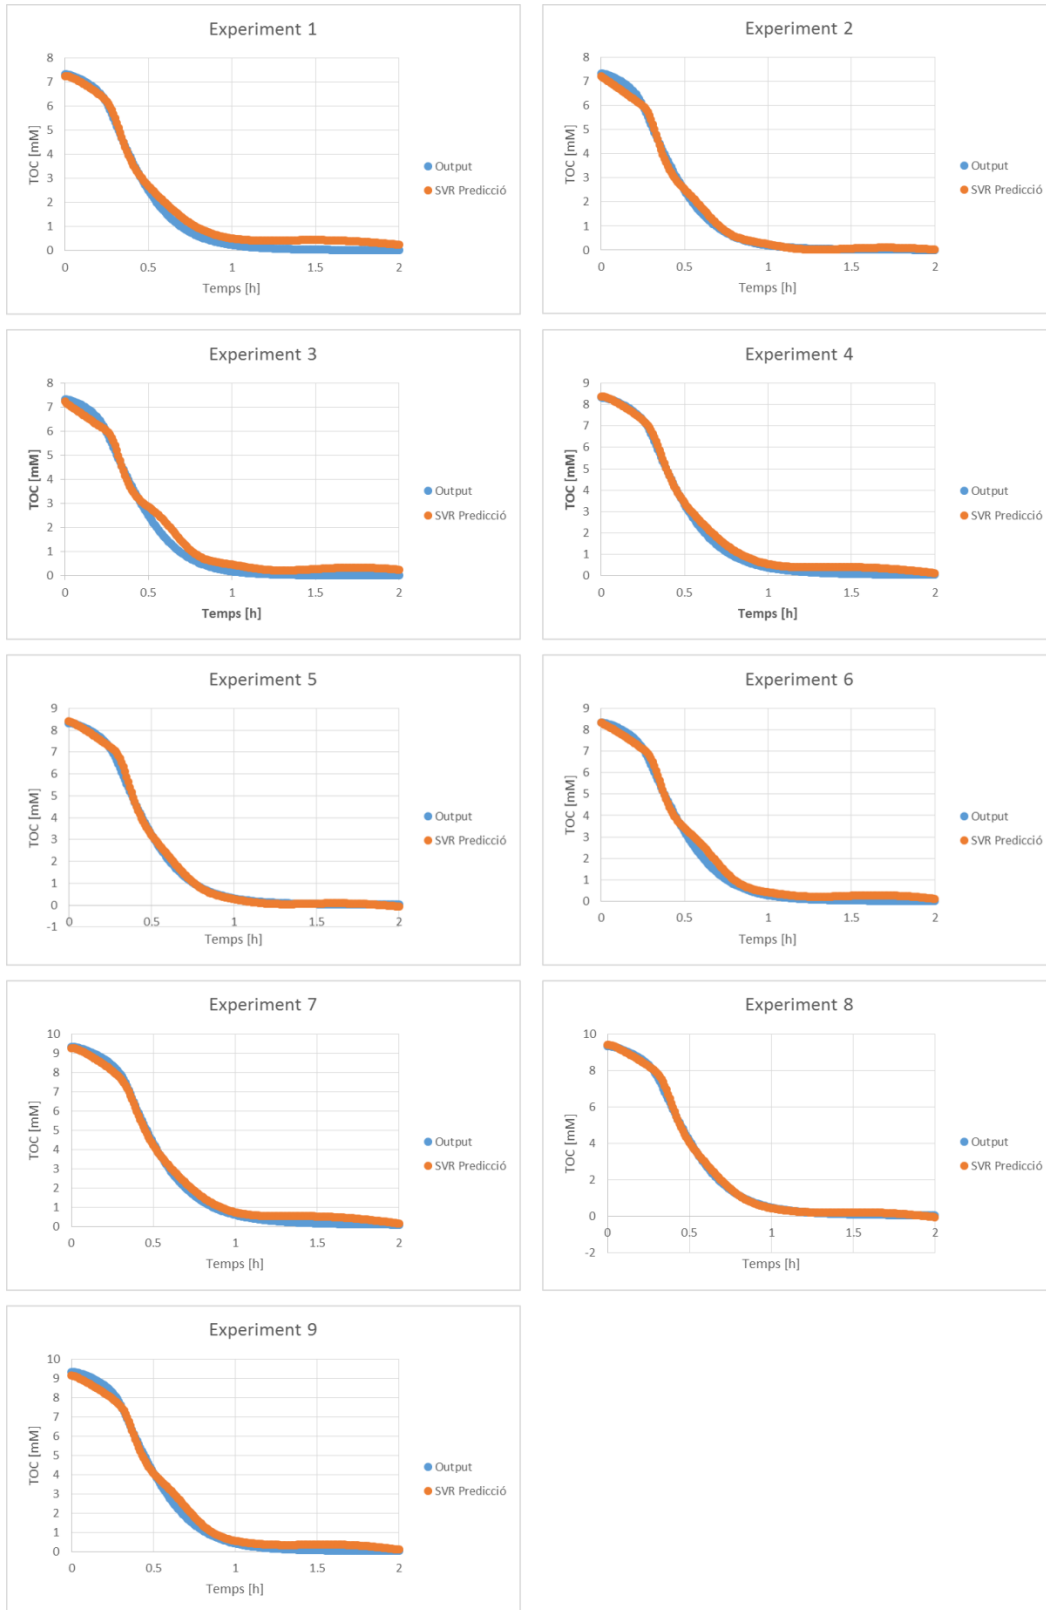 Experiment 1
8
7
6
5
4
3
2
1
0
TOC [mM]
0 0.5 1 1.5 2
Temps [h]
Output
SVR Predicció
Experiment 2
8
7
6
5
4
3
2
1
0
TOC [mM]
0 0.5 1 1.5 2
Temps [h]
Output
SVR Predicció
Experiment 3
8
7
6
5
4
3
2
1
0
TOC [mM]
0 0.5 1 1.5 2
Temps [h]
Output
SVR Predicció
Experiment 4
9
8
7
6
5
4
3
2
1
0
TOC [mM]
0 0.5 1 1.5 2
Temps [h]
Output
SVR Predicció
Experiment 5
9
8
7
6
5
4
3
2
1
0
-1
TOC [mM]
0 0.5 1 1.5 2
Temps [h]
Output
SVR Predicció
Experiment 6
9
8
7
6
5
4
3
2
1
0
TOC [mM]
0 0.5 1 1.5 2
Temps [h]
Output
SVR Predicció
Experiment 7
10
9
8
7
6
5
4
3
2
1
0
TOC [mM]
0 0.5 1 1.5 2
Temps [h]
Output
SVR Predicció
Experiment 8
10
8
6
4
2
0
-2
TOC [mM]
0 0.5 1 1.5 2
Temps [h]
Output
SVR Predicció
Experiment 9
10
9
8
7
6
5
4
3
2
1
0
TOC [mM]
0 0.5 1 1.5 2
Temps [h]
Output
SVR Predicció